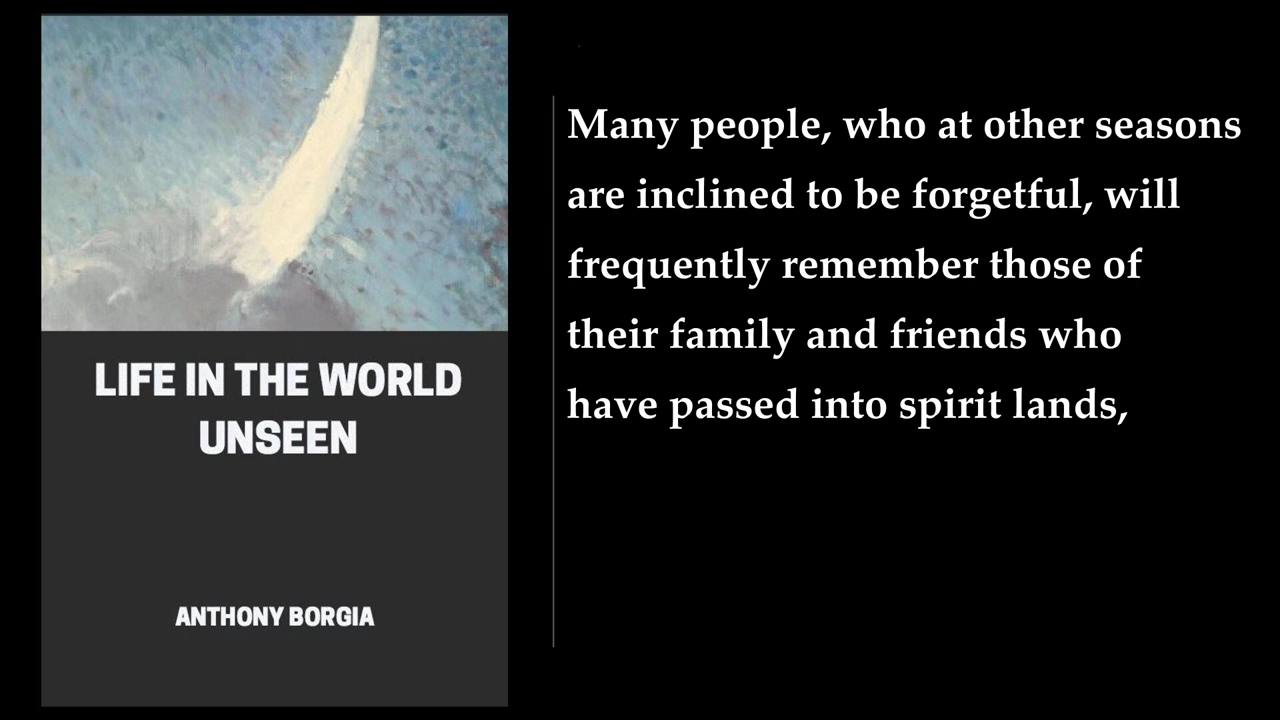 LIFE IN THE WORLD
UNSEEN
ANTHONY BORGIA
Many people, who at other seasons
are inclined to be forgetful, will
frequently remember those of
their family and friends who
have passed into spirit lands,